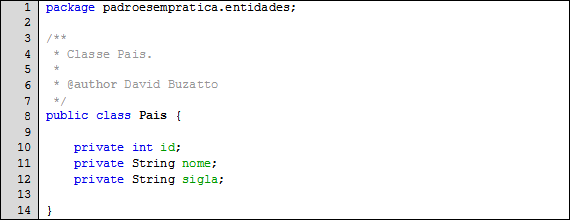 1 package padroesempratica.entidades;
2
3 /**
4  * Classe Pais.
5  *
6  * @author David Buzatto
7  */
8 public class Pais {
9
10     private int id;
11     private String nome;
12     private String sigla;
13
14 }